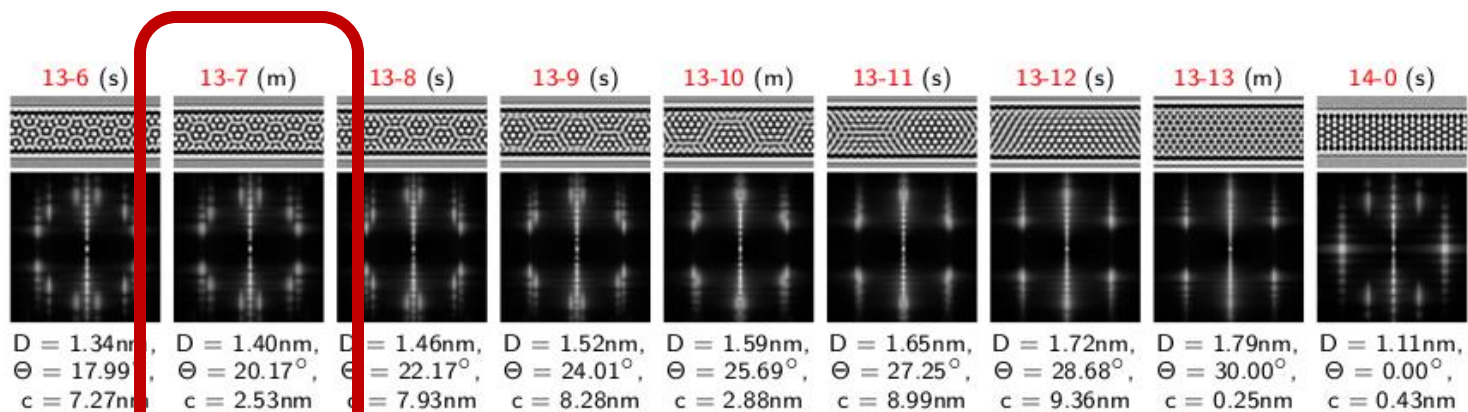 13-6 (s) 13-7 (m) 13-8 (s) 13-9 (s) 13-10 (m) 13-11 (s) 13-12 (s) 13-13 (m) 14-0 (s)
D = 1.34nm, D = 1.40nm, D = 1.46nm, D = 1.52nm, D = 1.59nm, D = 1.65nm, D = 1.72nm, D = 1.79nm, D = 1.11nm,
Θ = 17.99°, Θ = 20.17°, Θ = 22.17°, Θ = 24.01°, Θ = 25.69°, Θ = 27.25°, Θ = 28.68°, Θ = 30.00°, Θ = 0.00°,
c = 7.27nm c = 2.53nm c = 7.93nm c = 8.28nm c = 2.88nm c = 8.99nm c = 9.36nm c = 0.25nm c = 0.43nm